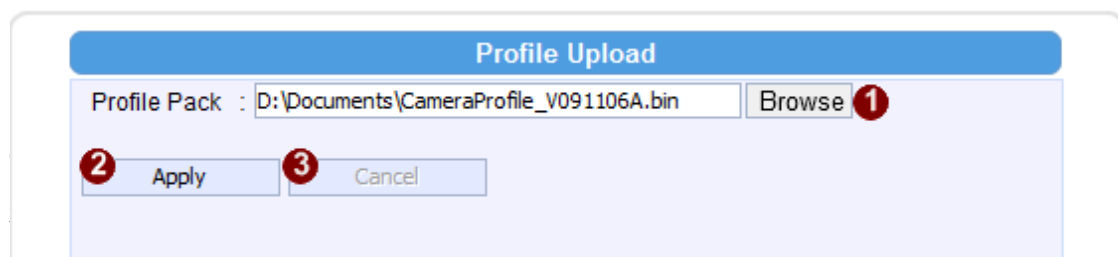 Profile Upload
Profile Pack : D:\Documents\CameraProfile_V091106A.bin Browse 1
2 Apply 3 Cancel